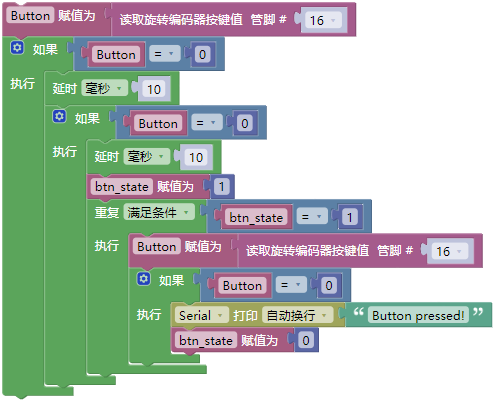 Button 赋值为 读取旋转编码器按键值 管脚 # 16
如果 Button = 0
执行 延时 毫秒 10
如果 Button = 0
执行 延时 毫秒 10
btn_state 赋值为 1
重复 满足条件 btn_state = 1
执行 Button 赋值为 读取旋转编码器按键值 管脚 # 16
如果 Button = 0
执行 Serial 打印 自动换行 “ Button pressed! ”
btn_state 赋值为 0